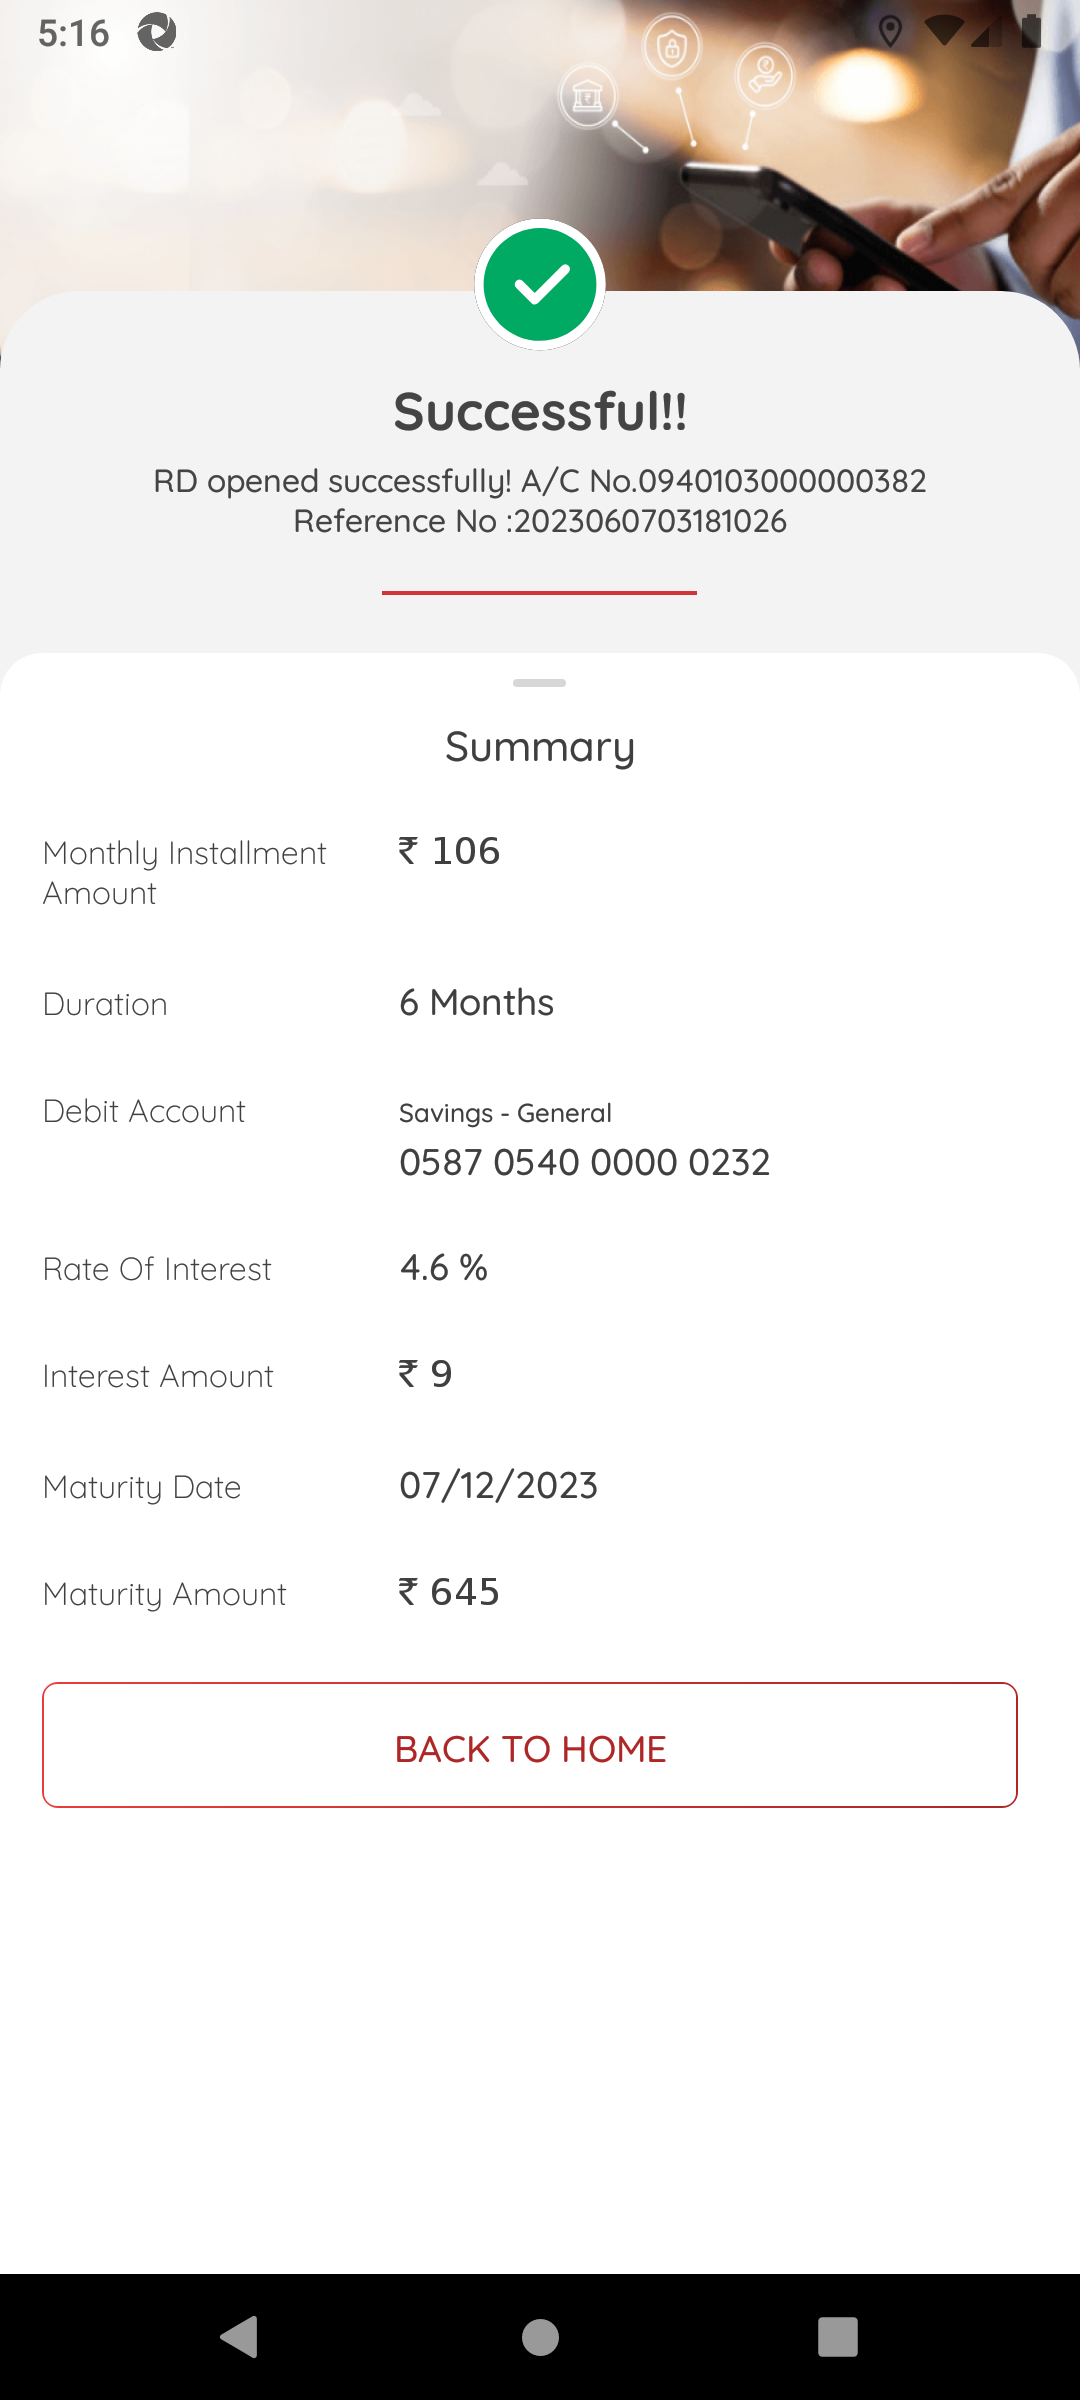 5:16
Successful!!
RD opened successfully! A/C No.0940103000000382
Reference No :2023060703181026
Summary
Monthly Installment Amount ₹ 106
Duration 6 Months
Debit Account Savings - General
0587 0540 0000 0232
Rate Of Interest 4.6 %
Interest Amount ₹ 9
Maturity Date 07/12/2023
Maturity Amount ₹ 645
BACK TO HOME